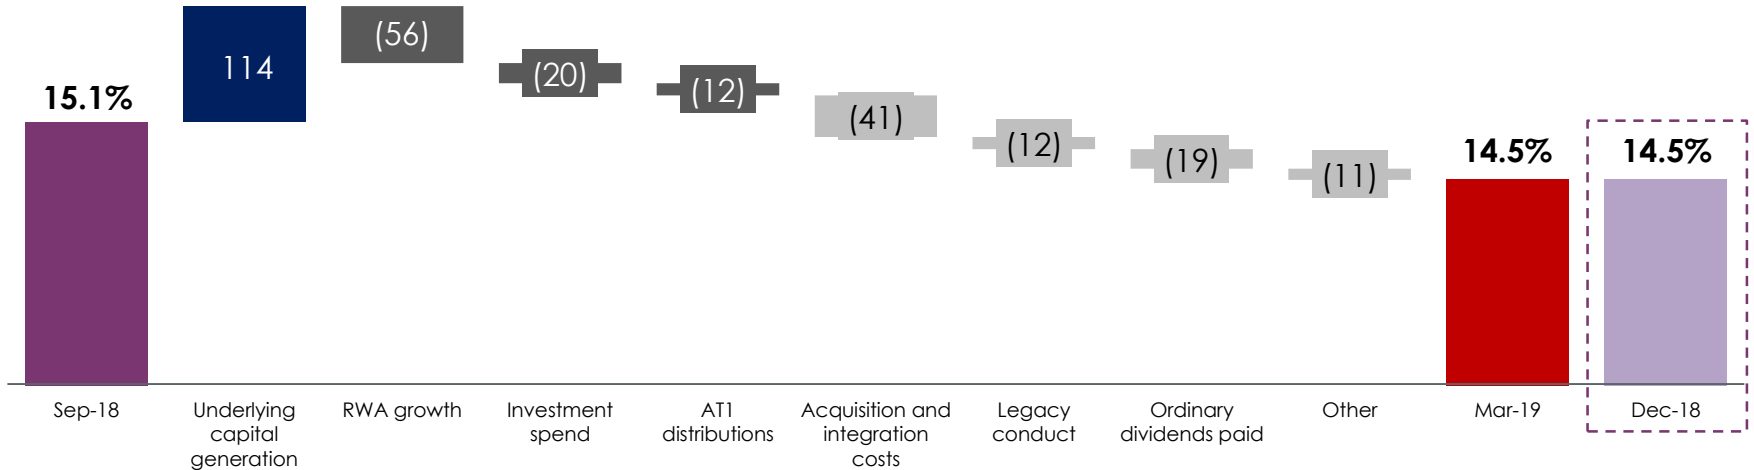 15.1%
114
(56)
(20)
(12)
(41)
(12)
(19)
(11)
14.5%
14.5%
Sep-18
Underlying
capital
generation
RWA growth
Investment
spend
AT1
distributions
Acquisition and
integration
costs
Legacy
conduct
Ordinary
dividends paid
Other
Mar-19
Dec-18